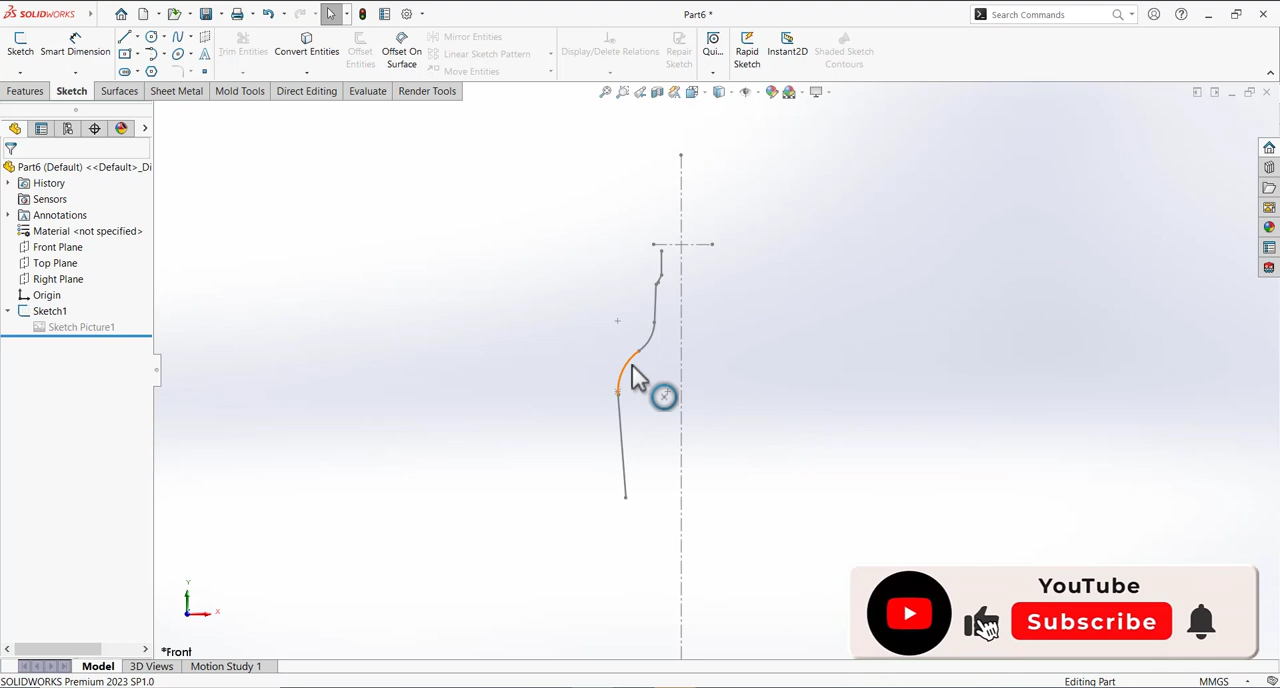 SOLIDWORKS
Part6 *
Search Commands
Sketch
Smart Dimension
Trim Entities
Convert Entities
Offset Entities
Offset On Surface
Mirror Entities
Linear Sketch Pattern
Move Entities
Display/Delete Relations
Repair Sketch
Qui...
Rapid Sketch
Instant2D
Shaded Sketch Contours
Features
Sketch
Surfaces
Sheet Metal
Mold Tools
Direct Editing
Evaluate
Render Tools
Part6 (Default) <<Default>_Di
History
Sensors
Annotations
Material <not specified>
Front Plane
Top Plane
Right Plane
Origin
Sketch1
Sketch Picture1
Y
X
*Front
YouTube
Subscribe
Model
3D Views
Motion Study 1
SOLIDWORKS Premium 2023 SP1.0
Editing Part
MMGS